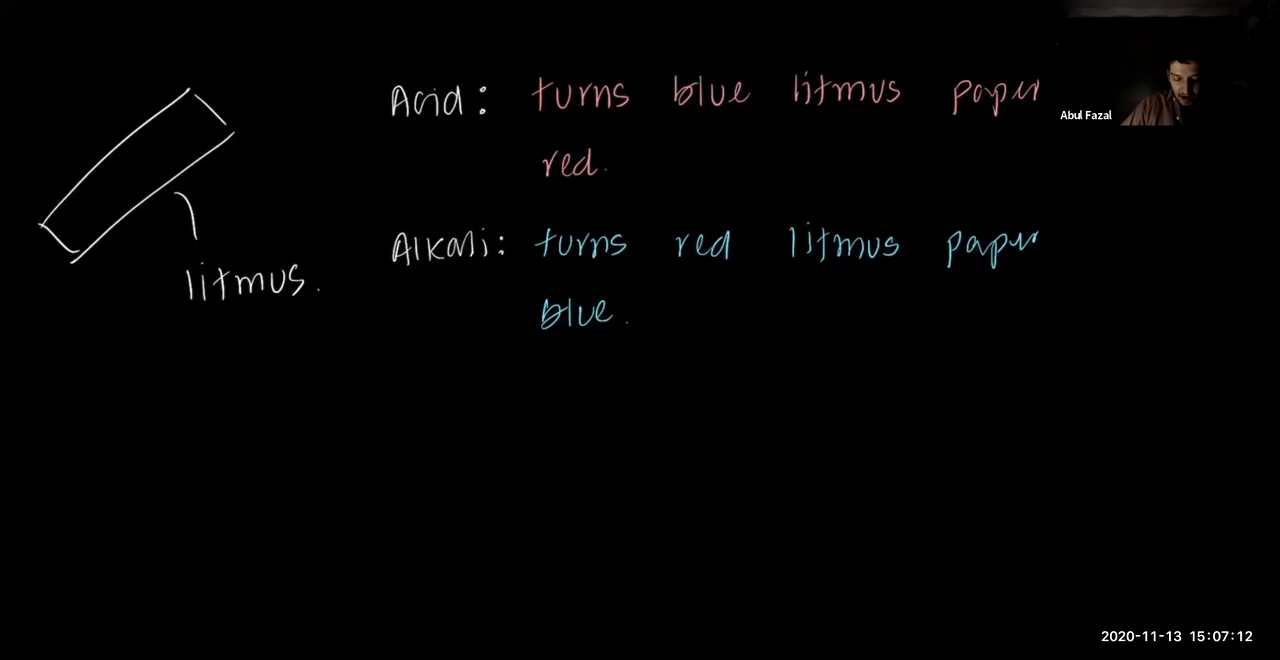 Acid: turns blue litmus paper
red.
Abul Fazal
Alkali: turns red litmus paper
blue.
litmus.
2020-11-13 15:07:12